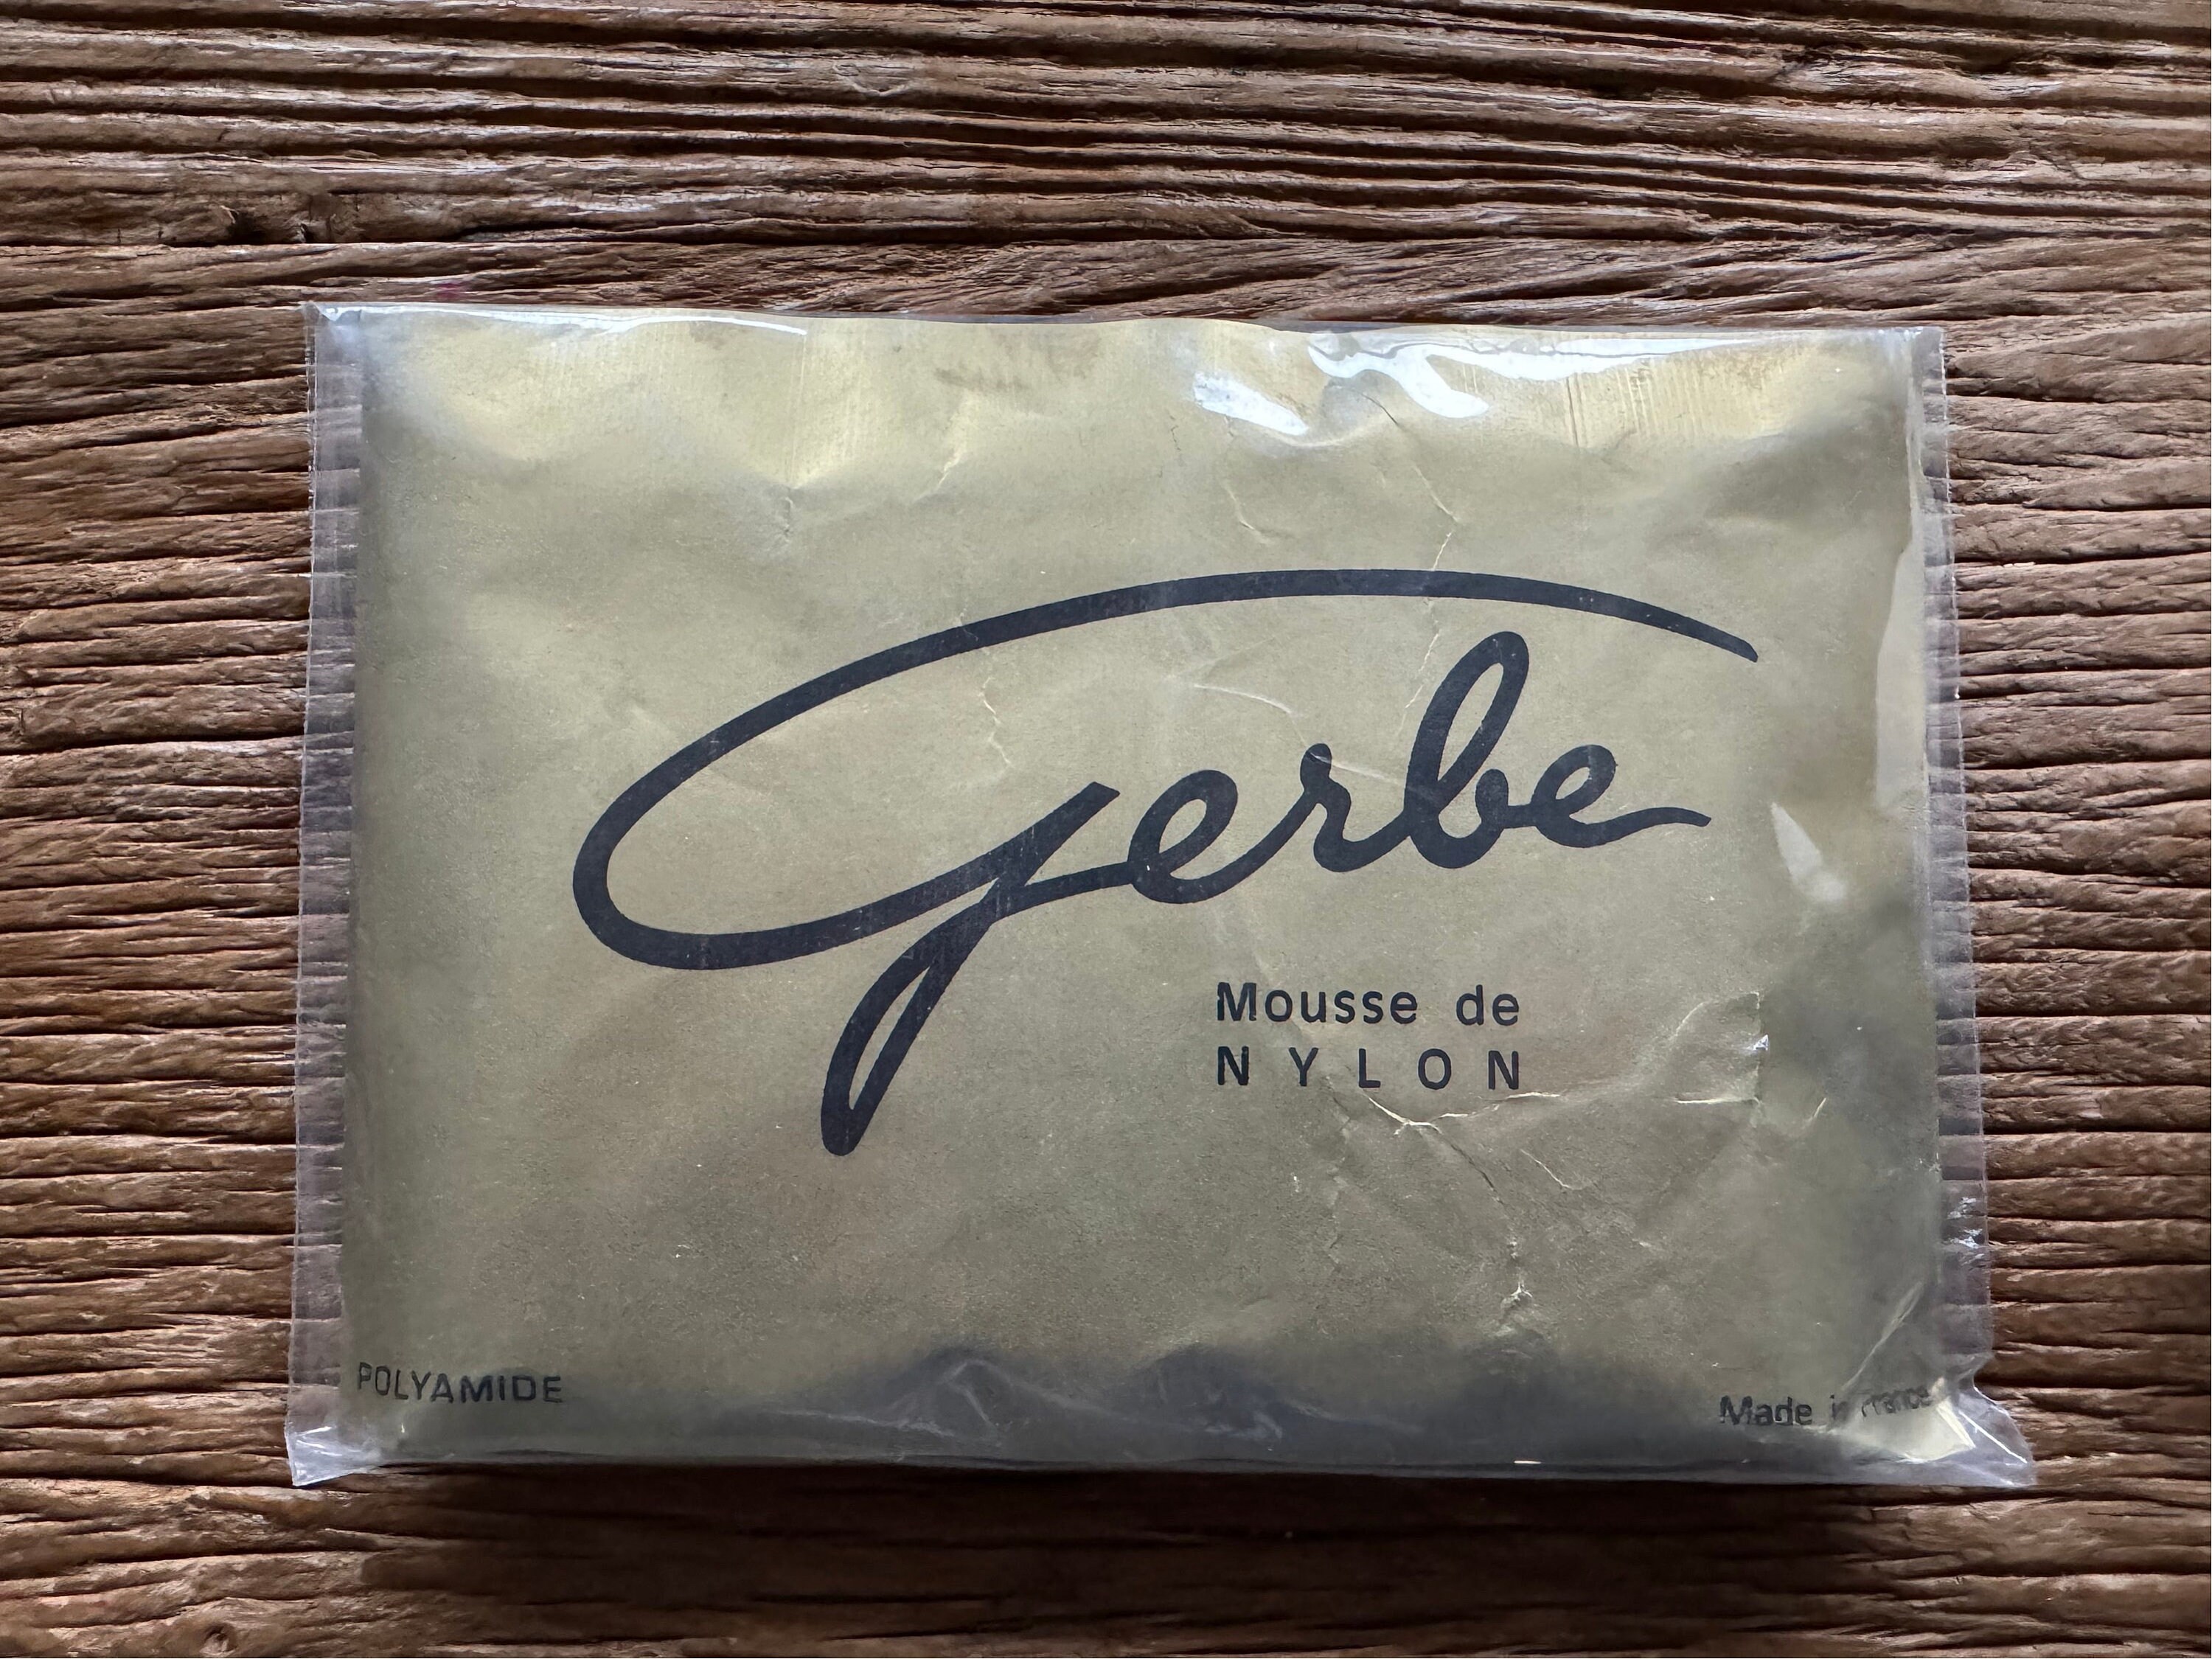 Gerbe
Mousse de
NYLON
POLYAMIDE
Made in France